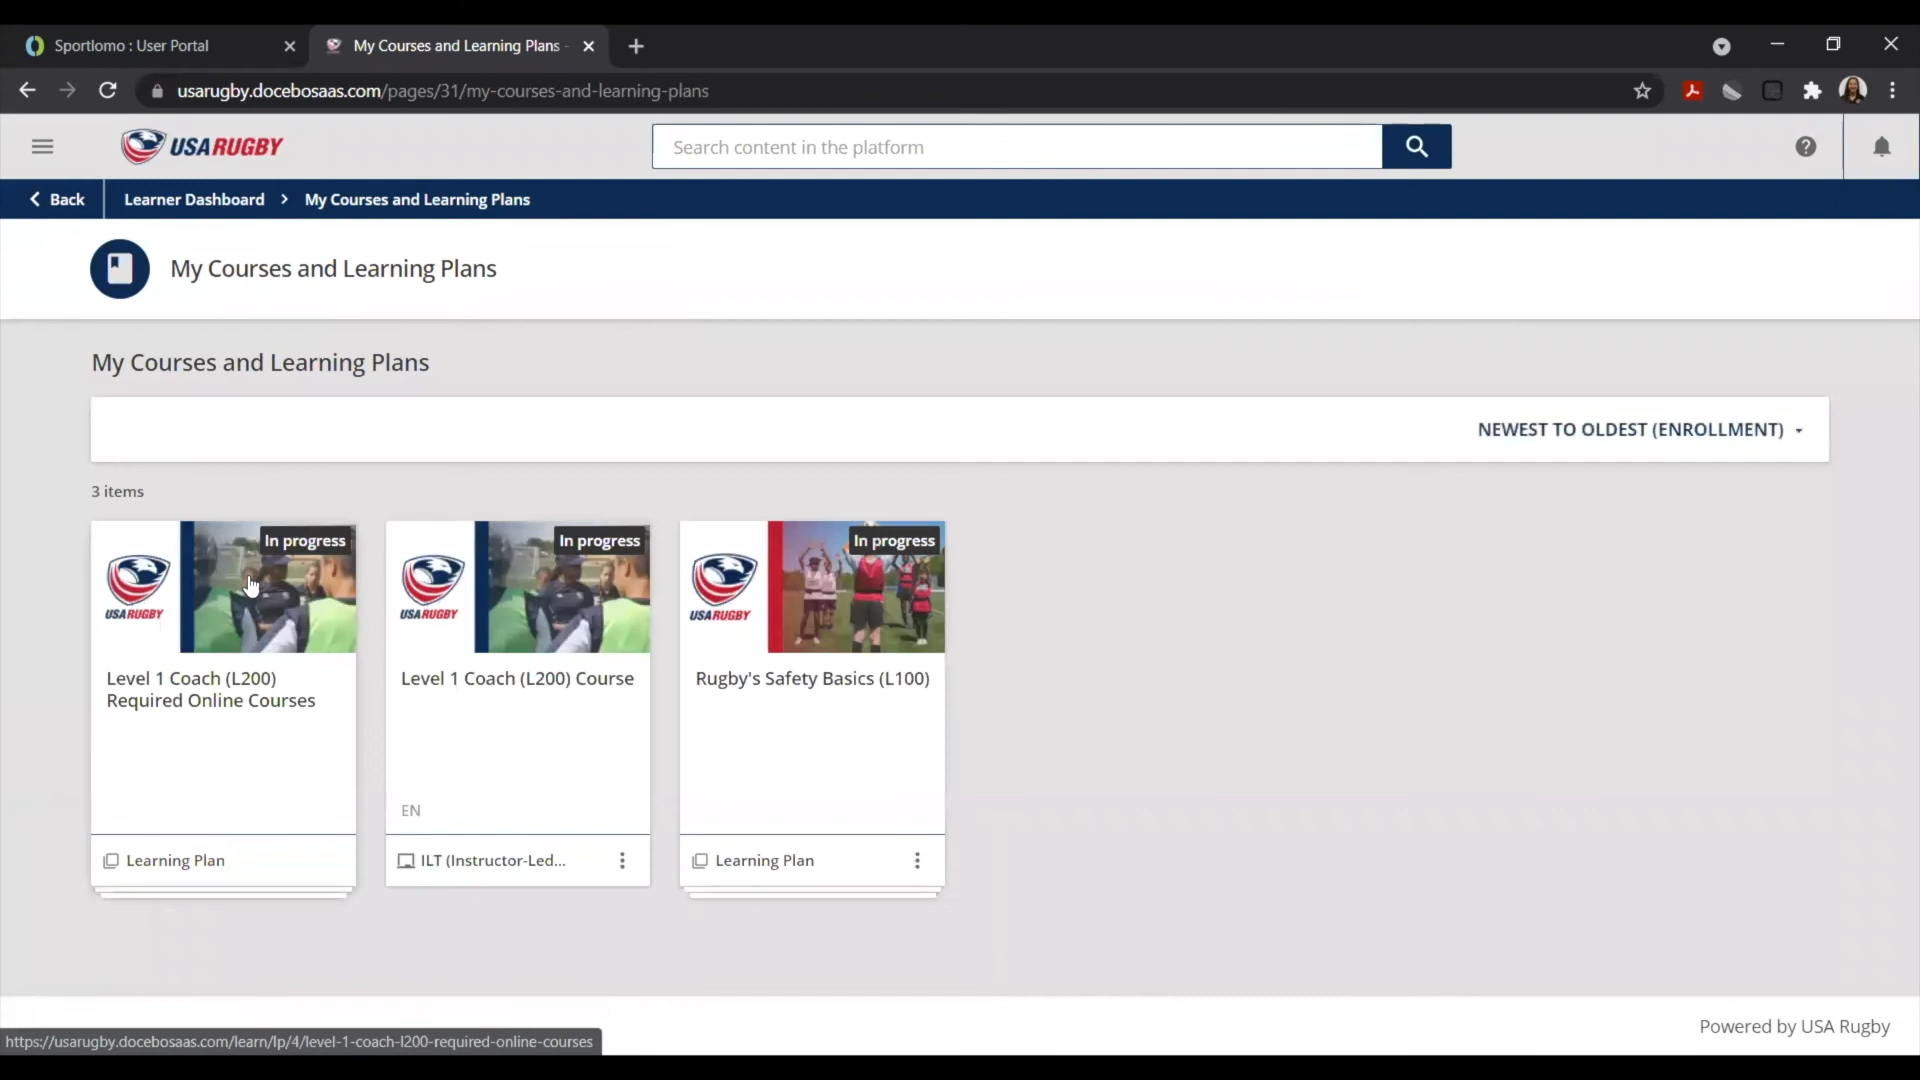 Sportlomo : User Portal
My Courses and Learning Plans -
usarugby.docebosaas.com/pages/31/my-courses-and-learning-plans
USA RUGBY
Search content in the platform
Back
Learner Dashboard > My Courses and Learning Plans
My Courses and Learning Plans
My Courses and Learning Plans
NEWEST TO OLDEST (ENROLLMENT)
3 items
In progress
USA RUGBY
Level 1 Coach (L200)
Required Online Courses
Learning Plan
In progress
USA RUGBY
Level 1 Coach (L200) Course
EN
ILT (Instructor-Led...
In progress
USA RUGBY
Rugby's Safety Basics (L100)
Learning Plan
Powered by USA Rugby
https://usarugby.docebosaas.com/learn/lp/4/level-1-coach-l200-required-online-courses